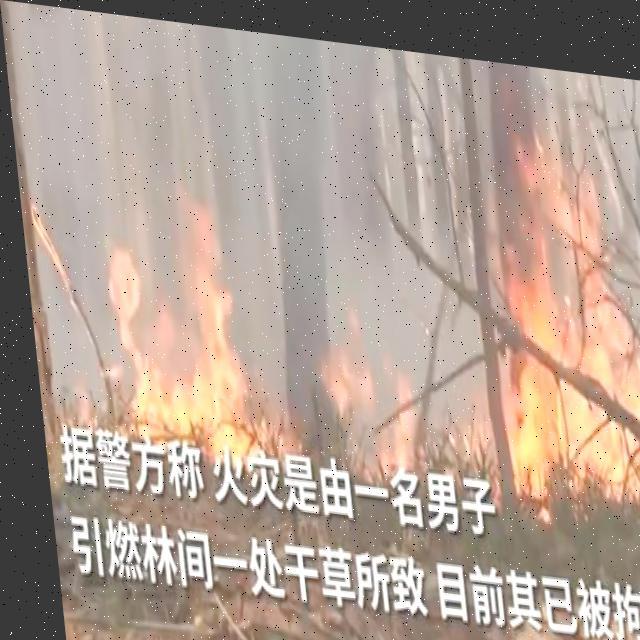 据警方称 火灾是由一名男子
引燃林间一处干草所致 目前其已被拘